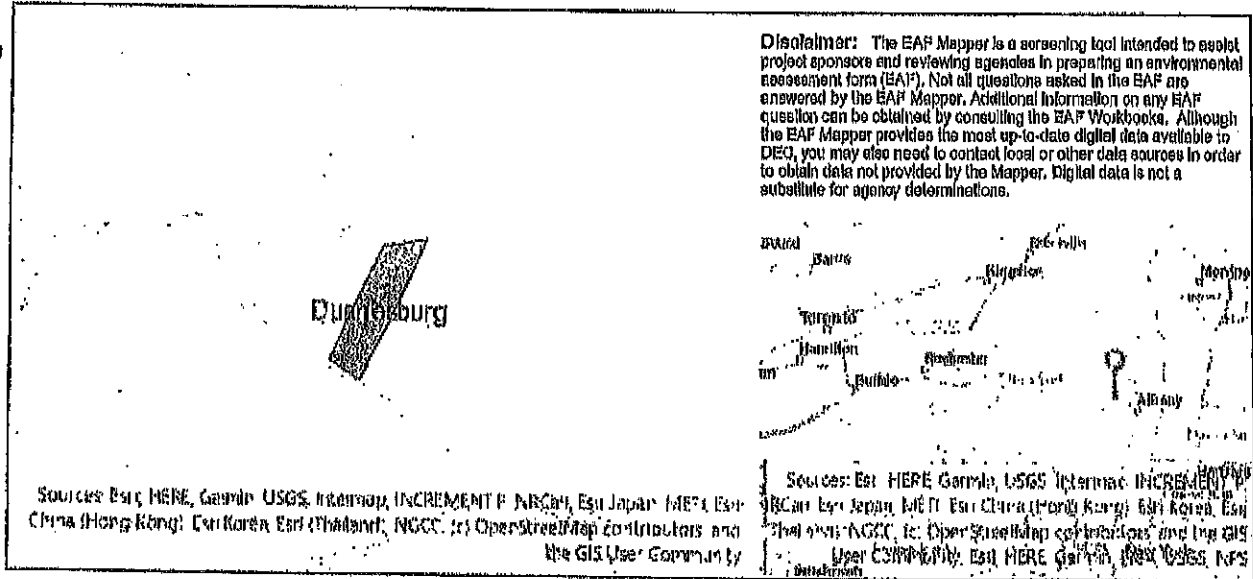 Disclaimer: The EAF Mapper is a screening tool intended to assist
project sponsors and reviewing agencies in preparing an environmental
assessment form (EAF). Not all questions asked in the EAF are
answered by the EAF Mapper. Additional information on any EAF
question can be obtained by consulting the EAF Workbooks. Although
the EAF Mapper provides the most up-to-date digital data available to
DEC, you may also need to contact local or other data sources in order
to obtain data not provided by the Mapper. Digital data is not a
substitute for agency determinations.
Duanesburg
Barrie
Kingston
Toronto
Hamilton
Rochester
Buffalo
Albany
Sources: Esri, HERE, Garmin, USGS, Intermap, INCREMENT P, NRCan, Esri Japan, METI, Esri
China (Hong Kong), Esri Korea, Esri (Thailand), NGCC, (c) OpenStreetMap contributors, and
the GIS User Community
Sources: Esri, HERE, Garmin, USGS, Intermap, INCREMENT P,
NRCan, Esri Japan, METI, Esri China (Hong Kong), Esri Korea, Esri
(Thailand), NGCC, (c) OpenStreetMap contributors, and the GIS
User Community, Esri, HERE, Garmin, USGS, NPS